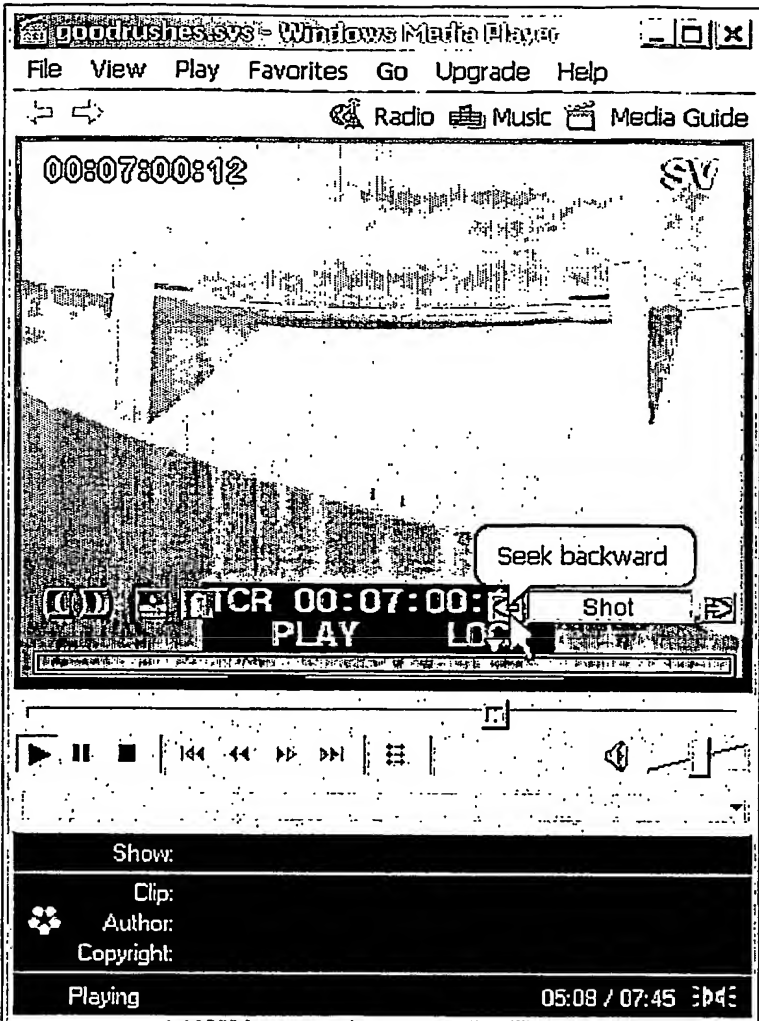 goodrushes.svs - Windows Media Player
File View Play Favorites Go Upgrade Help
Radio Music Media Guide
00:07:00:12
SV
Seek backward
TCR 00:07:00:
Shot
PLAY
Show:
Clip:
Author:
Copyright:
Playing
05:08 / 07:45